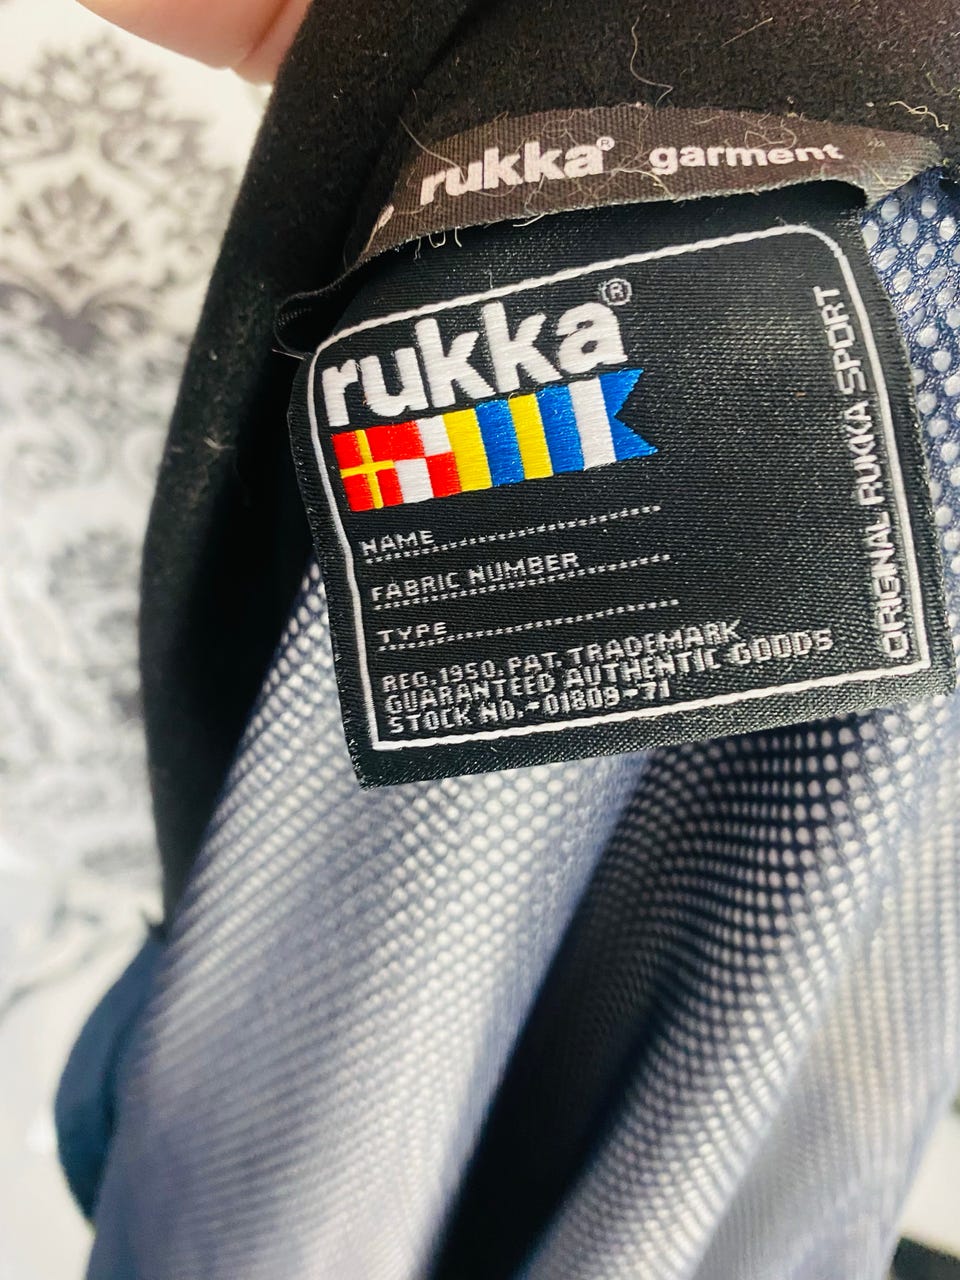 rukka® garment
rukka®
NAME
FABRIC NUMBER
TYPE
REG. 1950. PAT. TRADEMARK
GUARANTEED AUTHENTIC GOODS
STOCK NO.-01809-71
ORIGINAL RUKKA SPORT